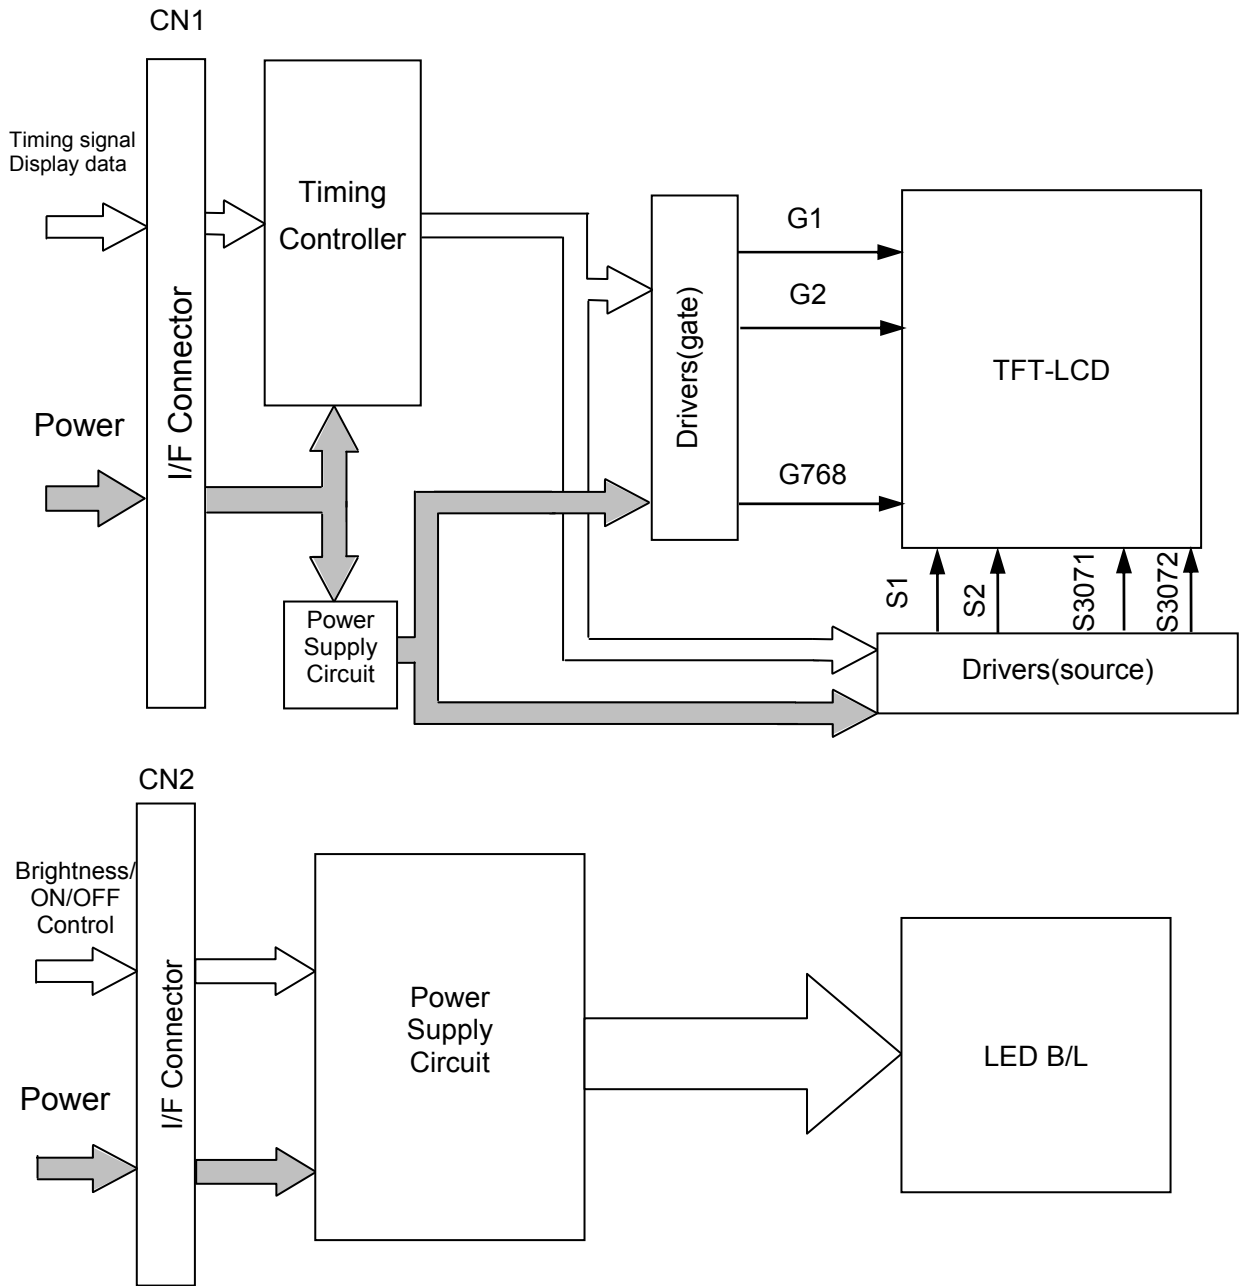 CN1
Timing signal
Display data
I/F Connector
Timing
Controller
Power
Power
Supply
Circuit
Drivers(gate)
G1
G2
G768
TFT-LCD
S1
S2
S3071
S3072
Drivers(source)
CN2
Brightness/
ON/OFF
Control
I/F Connector
Power
Power
Supply
Circuit
LED B/L